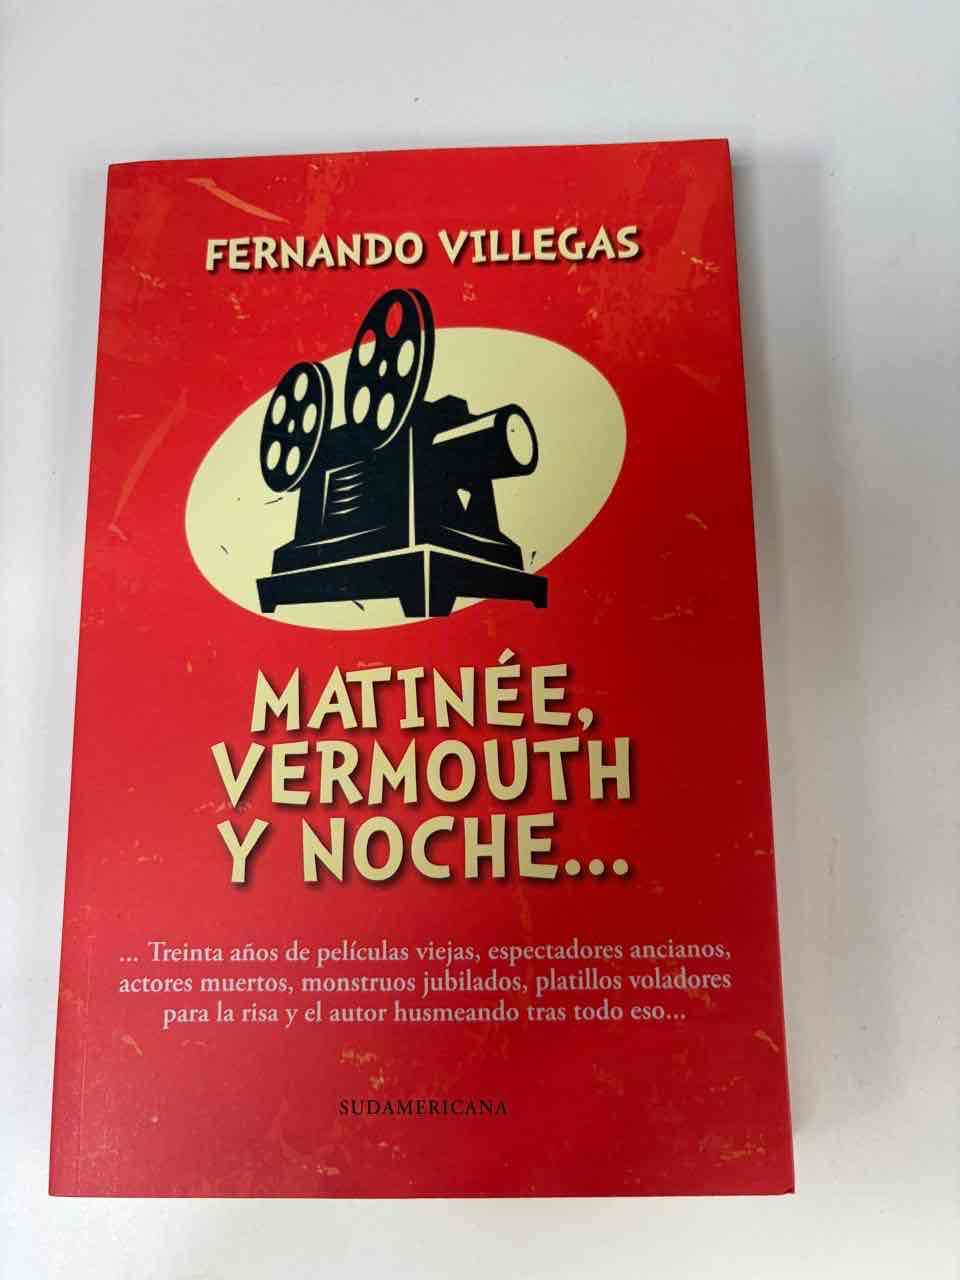 FERNANDO VILLEGAS
MATINÉE,
VERMOUTH
Y NOCHE...
... Treinta años de películas viejas, espectadores ancianos,
actores muertos, monstruos jubilados, platillos voladores
para la risa y el autor husmeando tras todo eso...
SUDAMERICANA